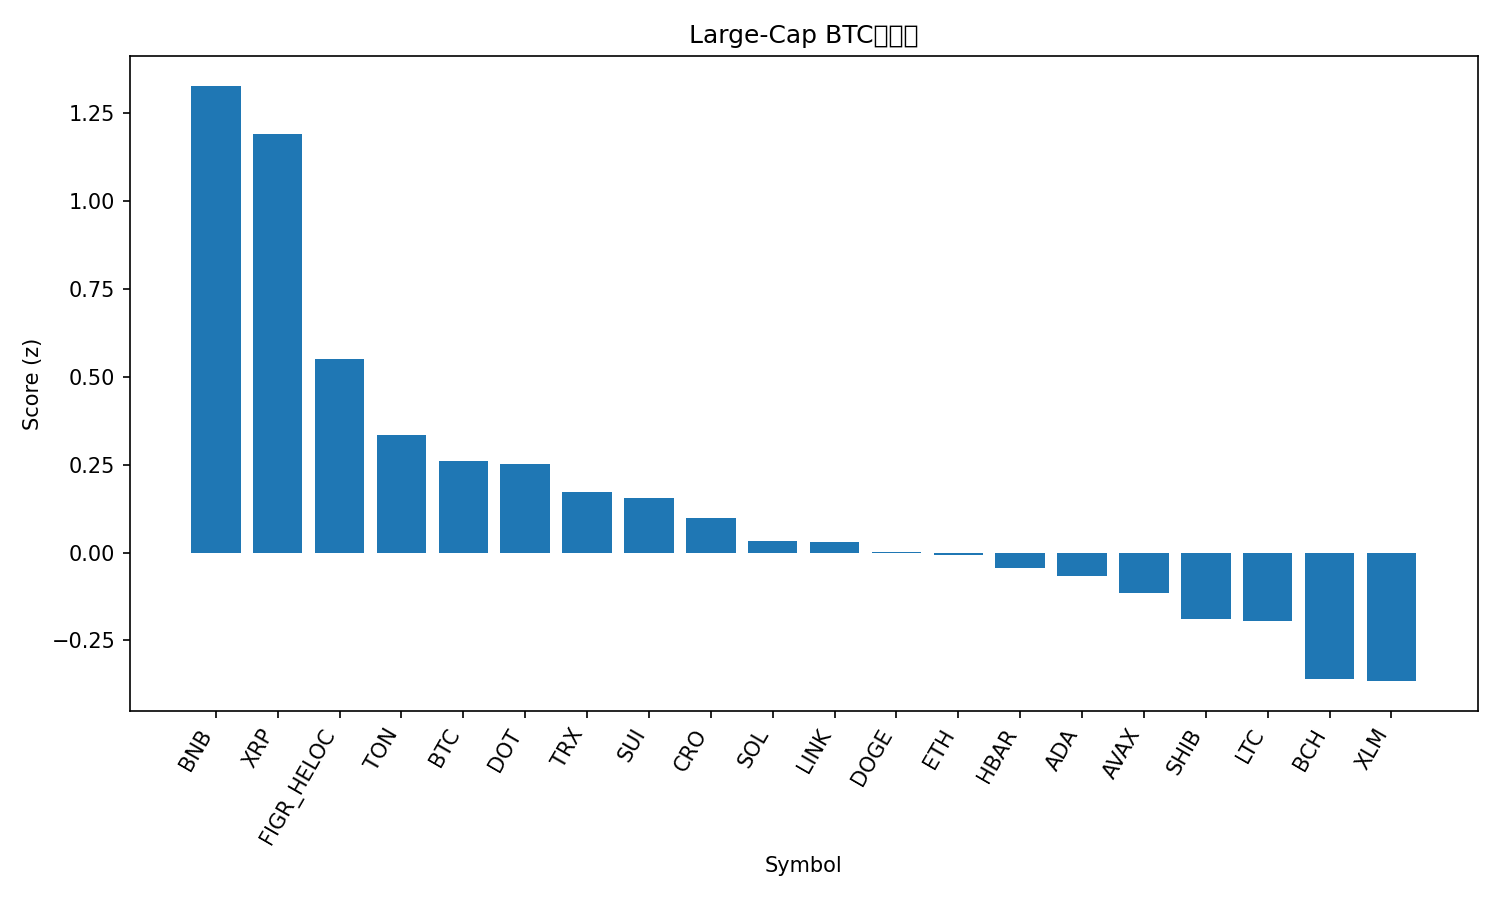 Large-Cap BTC
1.25
1.00
0.75
0.50
0.25
0.00
−0.25
Score (z)
BNB
XRP
FIGR_HELOC
TON
BTC
DOT
TRX
SUI
CRO
SOL
LINK
DOGE
ETH
HBAR
ADA
AVAX
SHIB
LTC
BCH
XLM
Symbol